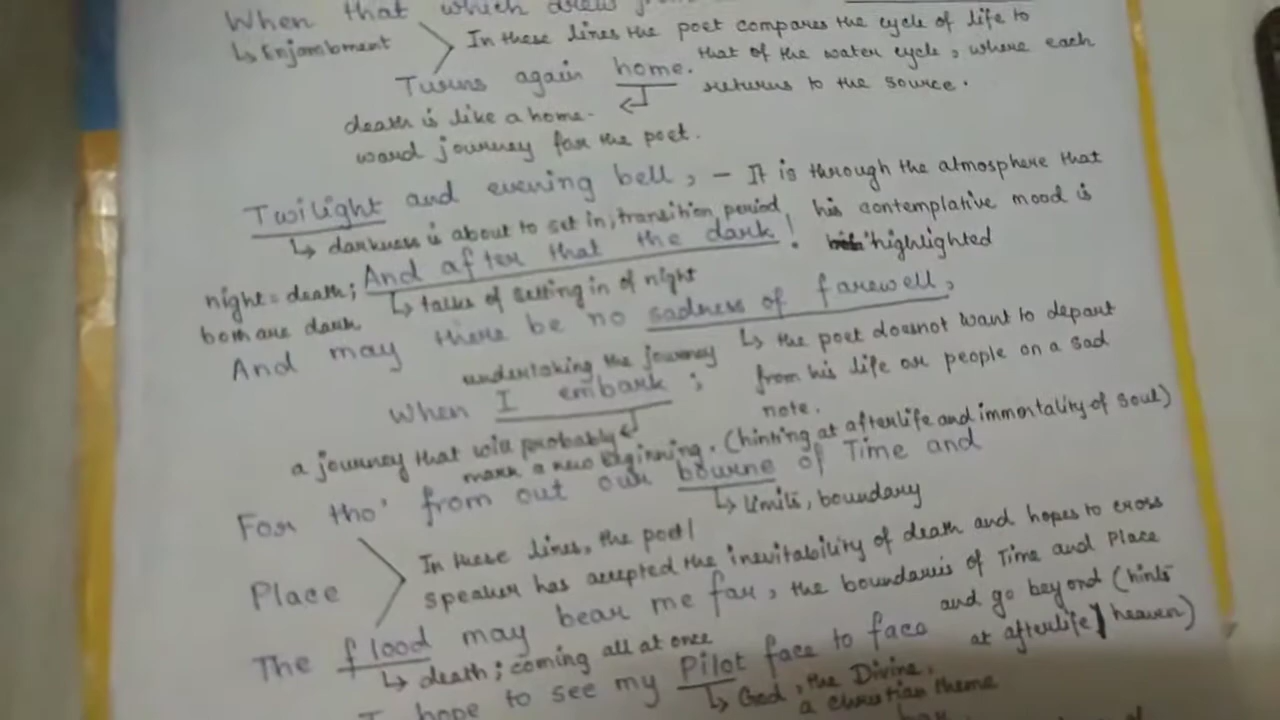 When that which drew
↳ Enjambment
In these lines the poet compares the cycle of life to
that of the water cycle, where each
Turns again home.
returns to the source.
death is like a home-
ward journey for the poet.
Twilight and evening bell, – It is through the atmosphere that
↳ darkness is about to set in, transition period
his contemplative mood is
highlighted
night = death; And after that the dark!
both are dark
↳ talks of setting in of night
And may there be no sadness of farewell,
undertaking the journey
↳ the poet doesnot want to depart
from his life or people on a sad
note.
When I embark;
a journey that will probably
mark a new beginning. (hinting at afterlife and immortality of soul)
For tho' from out our bourne of Time and
↳ limits, boundary
Place
In these lines, the poet/
speaker has accepted the inevitability of death and hopes to cross
the boundaries of Time and Place
and go beyond (hints
at afterlife/heaven)
The flood may bear me far,
↳ death; coming all at once
I hope to see my Pilot face to face
↳ God, the Divine,
a christian theme